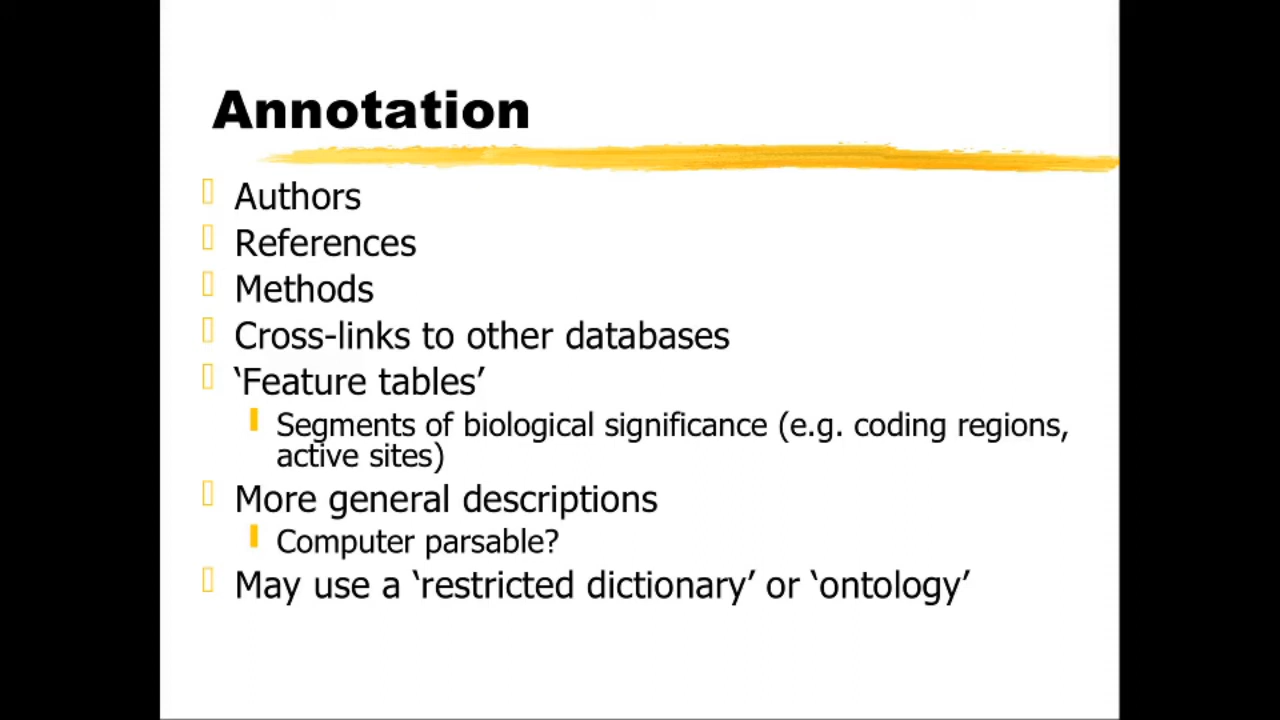 Annotation
Authors
References
Methods
Cross-links to other databases
‘Feature tables’
Segments of biological significance (e.g. coding regions,
active sites)
More general descriptions
Computer parsable?
May use a ‘restricted dictionary’ or ‘ontology’